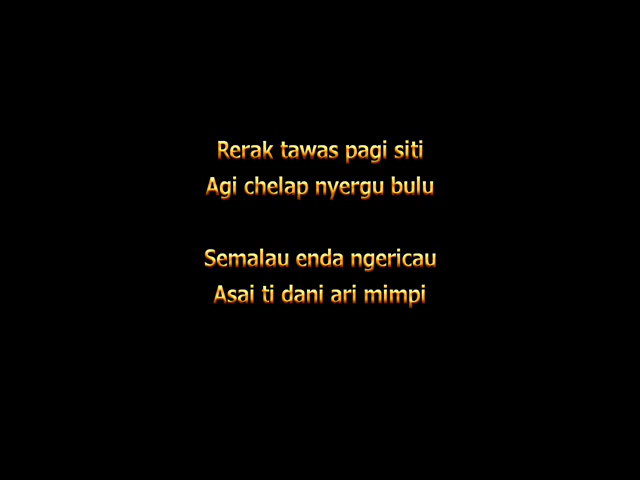 Rerak tawas pagi siti
Agi chelap nyergu bulu
Semalau enda ngericau
Asai ti dani ari mimpi